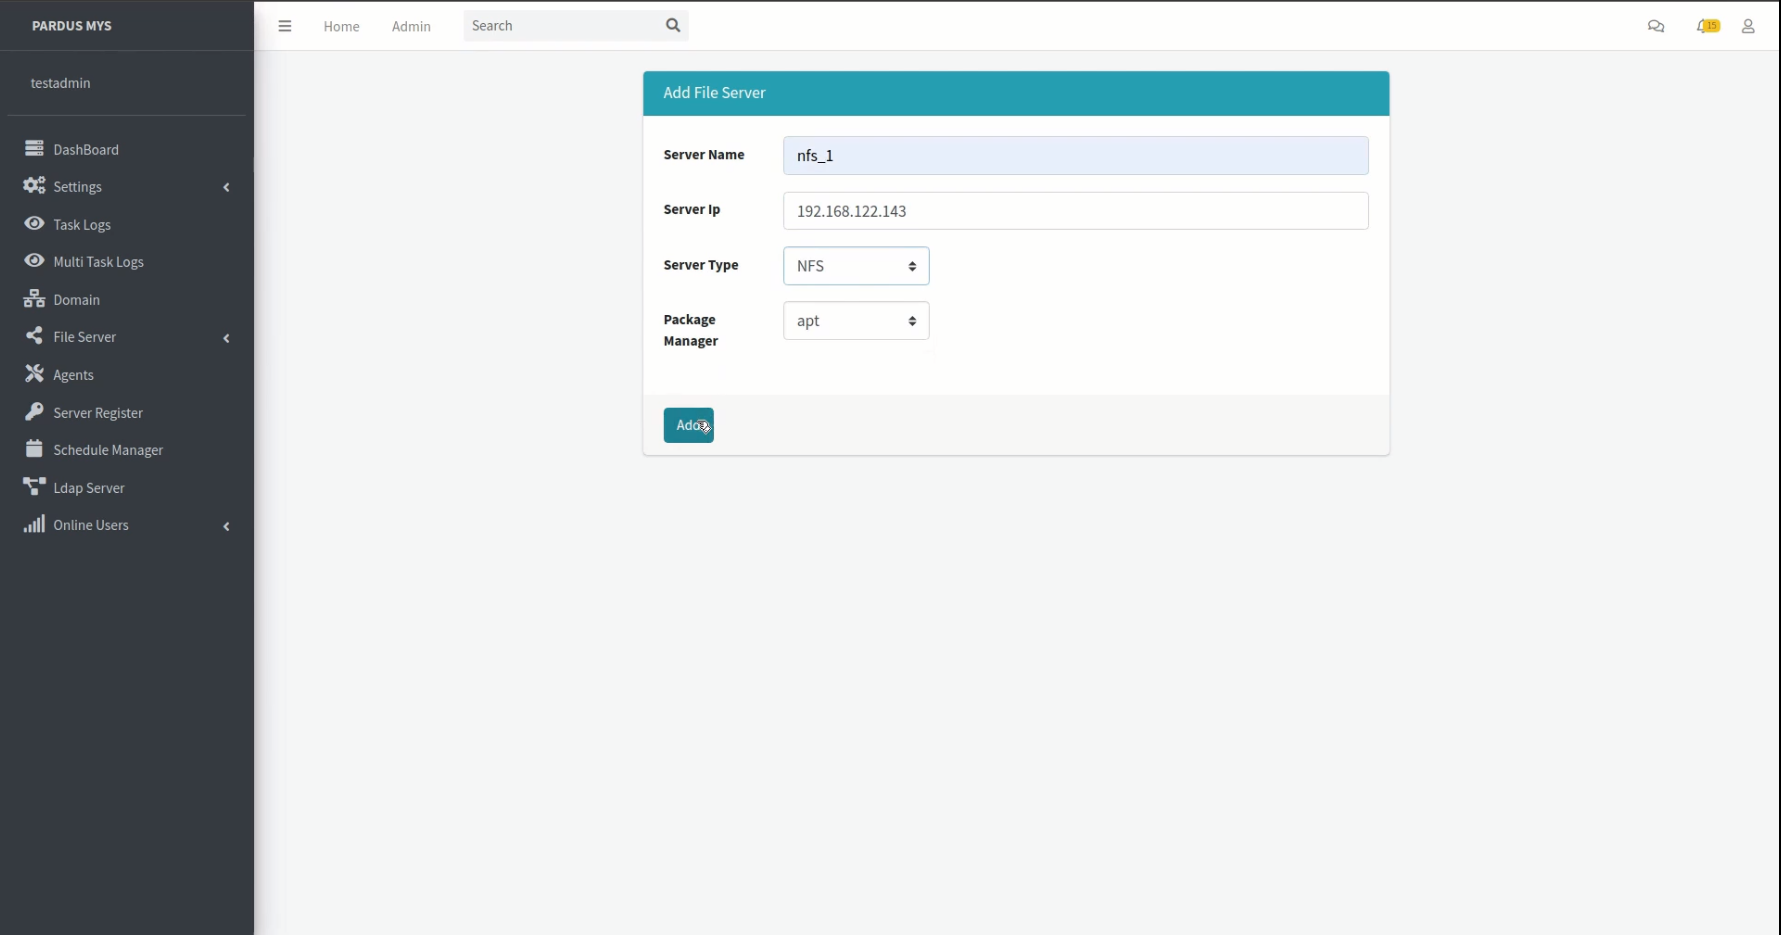 PARDUS MYS
Home
Admin
Search
15
testadmin
DashBoard
Settings
Task Logs
Multi Task Logs
Domain
File Server
Agents
Server Register
Schedule Manager
Ldap Server
Online Users
Add File Server
Server Name
nfs_1
Server Ip
192.168.122.143
Server Type
NFS
Package
Manager
apt
Add